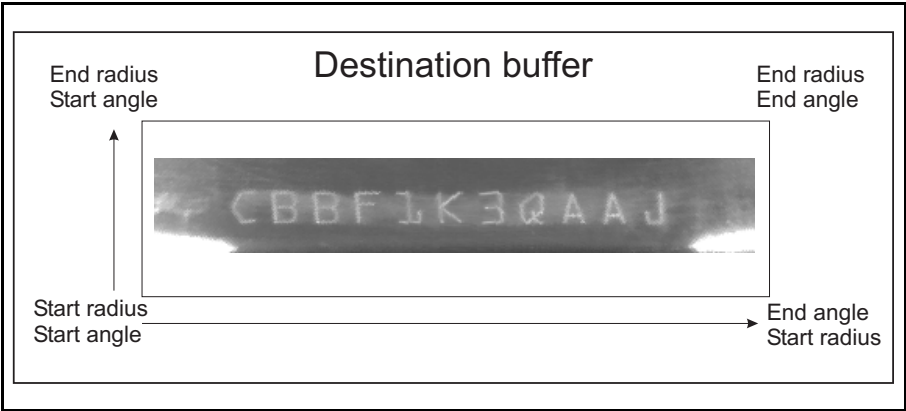 Destination buffer
End radius
Start angle
End radius
End angle
CBBF1K3QAAJ
Start radius
Start angle
End angle
Start radius